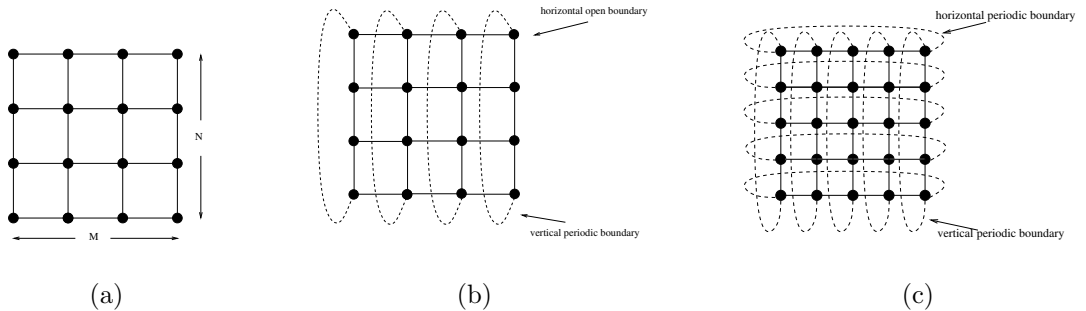 N
M
(a)
horizontal open boundary
vertical periodic boundary
(b)
horizontal periodic boundary
vertical periodic boundary
(c)